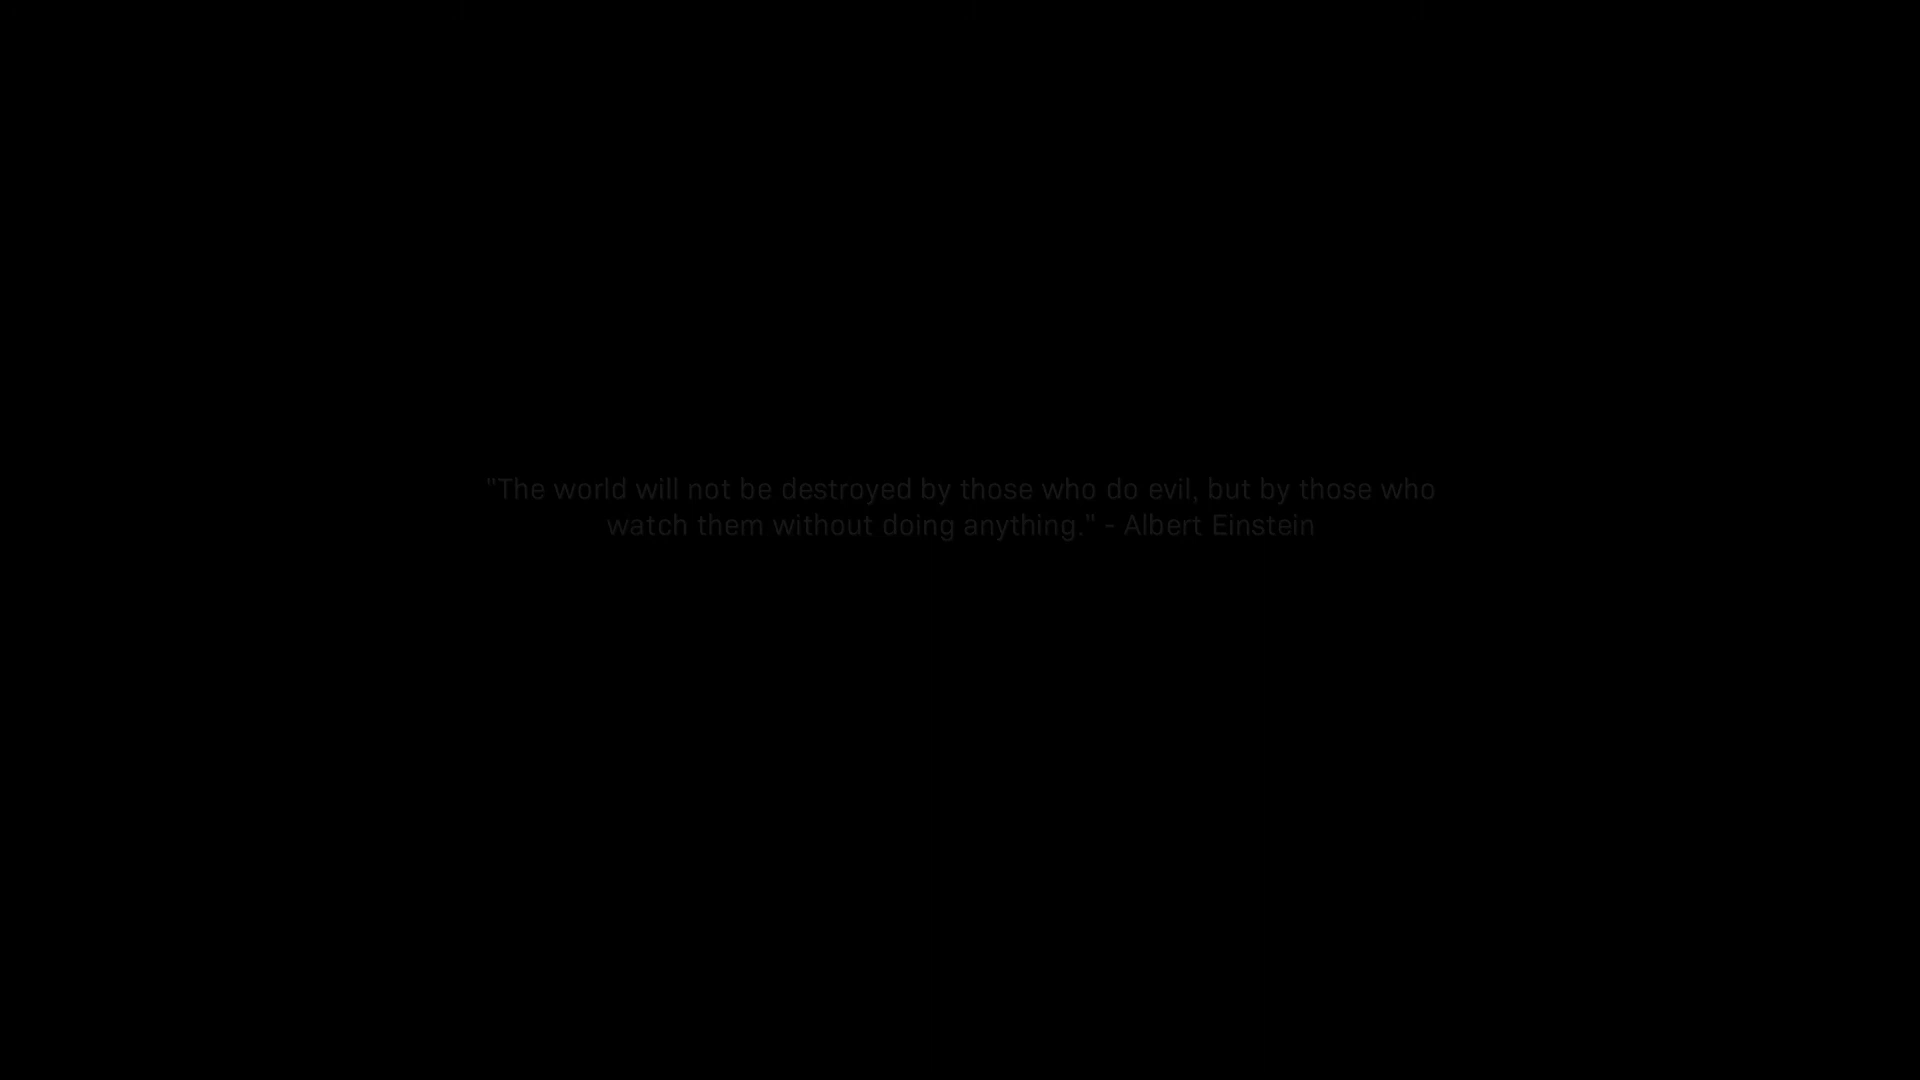 "The world will not be destroyed by those who do evil, but by those who
watch them without doing anything." - Albert Einstein